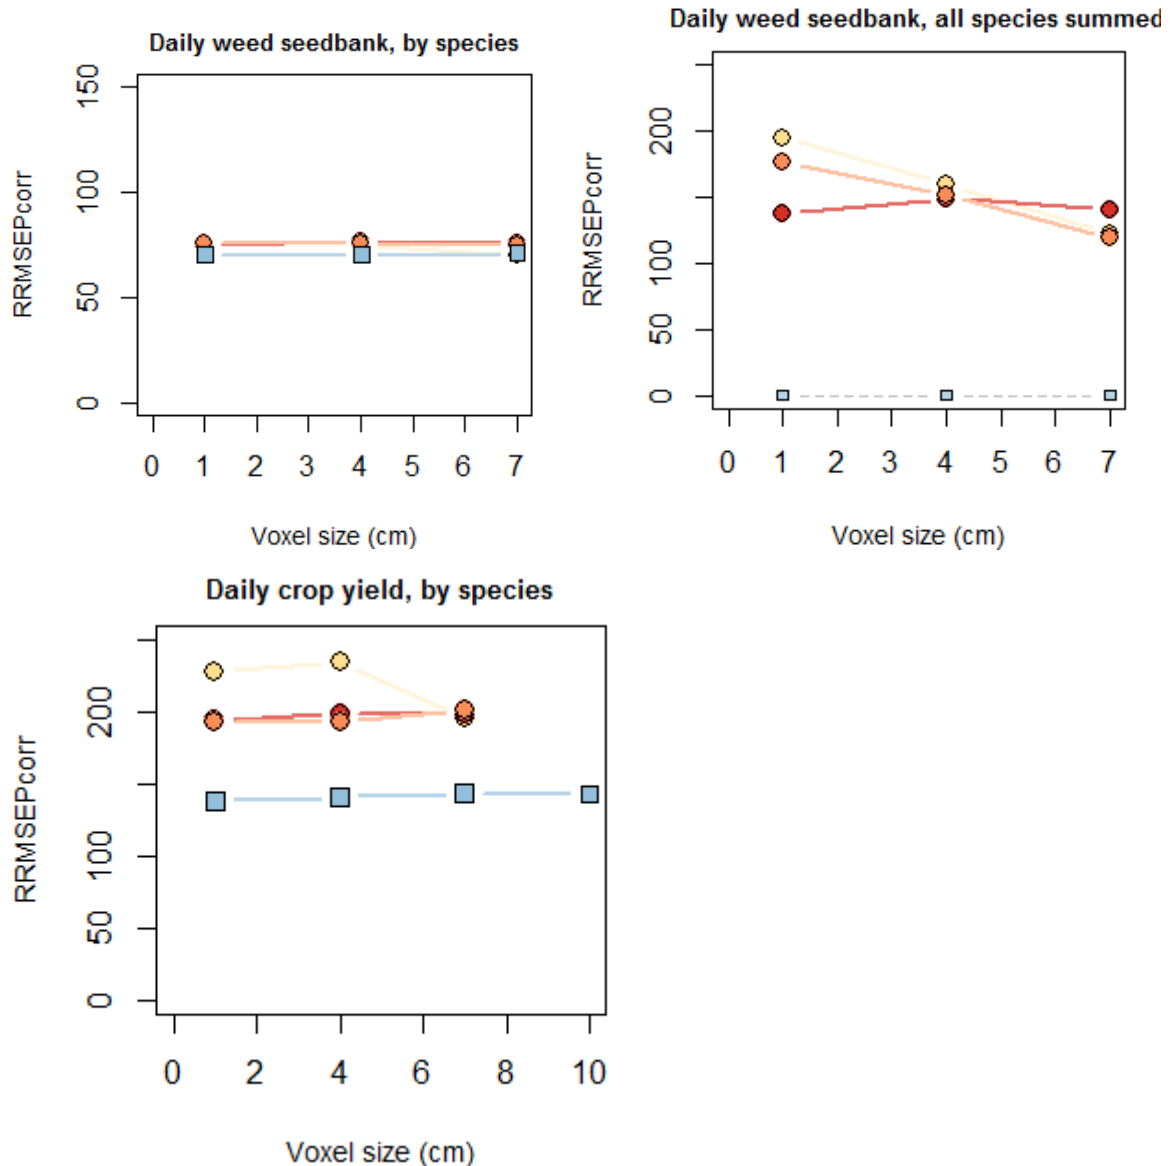 Daily weed seedbank, by species
RRMSEPcorr
150
100
50
0
0 1 2 3 4 5 6 7
Voxel size (cm)
Daily weed seedbank, all species summed
RRMSEPcorr
200
100
50
0
0 1 2 3 4 5 6 7
Voxel size (cm)
Daily crop yield, by species
RRMSEPcorr
200
100
50
0
0 2 4 6 8 10
Voxel size (cm)